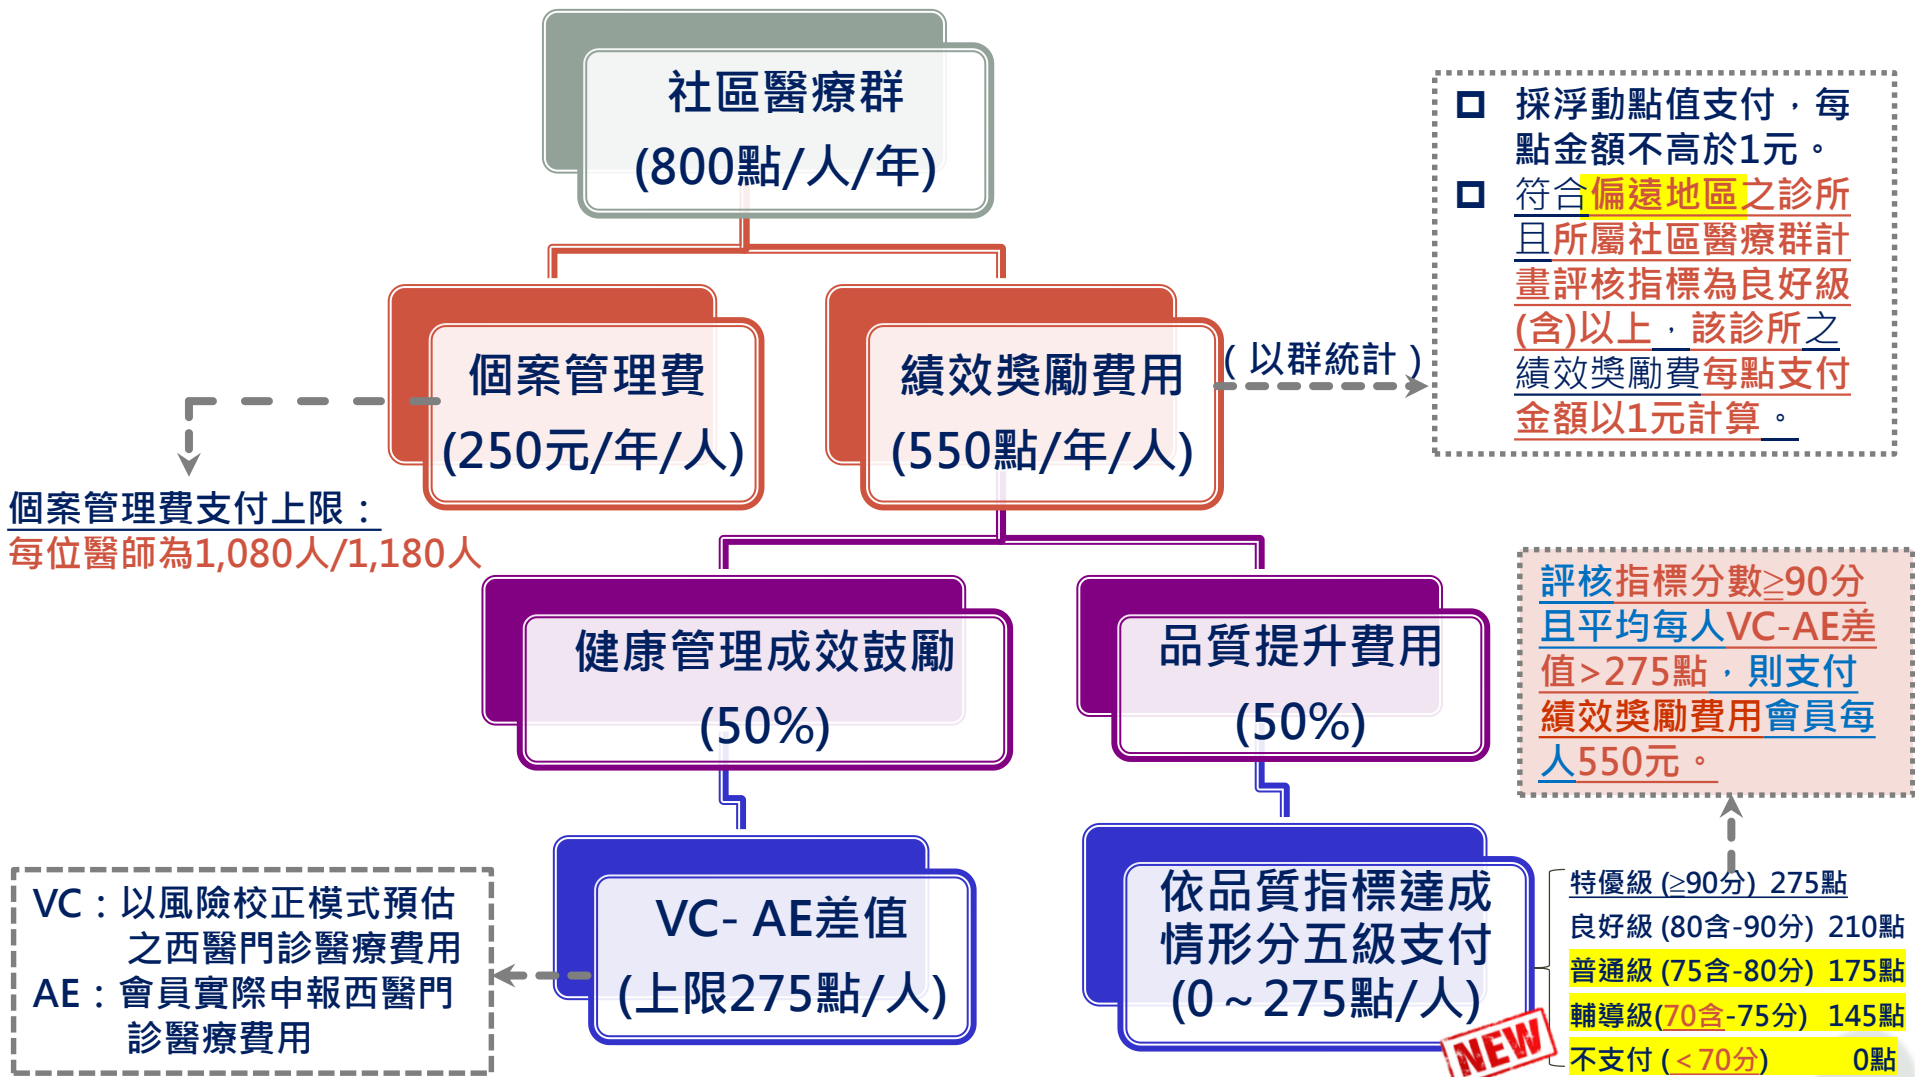 社區醫療群
(800點/人/年)
採浮動點值支付，每
點金額不高於1元。
符合偏遠地區之診所
且所屬社區醫療群計
畫評核指標為良好級
(含)以上，該診所之
績效獎勵費每點支付
金額以1元計算。
個案管理費
(250元/年/人)
績效獎勵費用
(550點/年/人)
(以群統計)
個案管理費支付上限：
每位醫師為1,080人/1,180人
健康管理成效鼓勵
(50%)
品質提升費用
(50%)
評核指標分數≧90分
且平均每人VC-AE差
值>275點，則支付
績效獎勵費用會員每
人550元。
VC：以風險校正模式預估
之西醫門診醫療費用
AE：會員實際申報西醫門
診醫療費用
VC- AE差值
(上限275點/人)
依品質指標達成
情形分五級支付
(0～275點/人)
NEW
特優級 (≧90分) 275點
良好級 (80含-90分) 210點
普通級 (75含-80分) 175點
輔導級(70含-75分) 145點
不支付 (＜70分) 0點